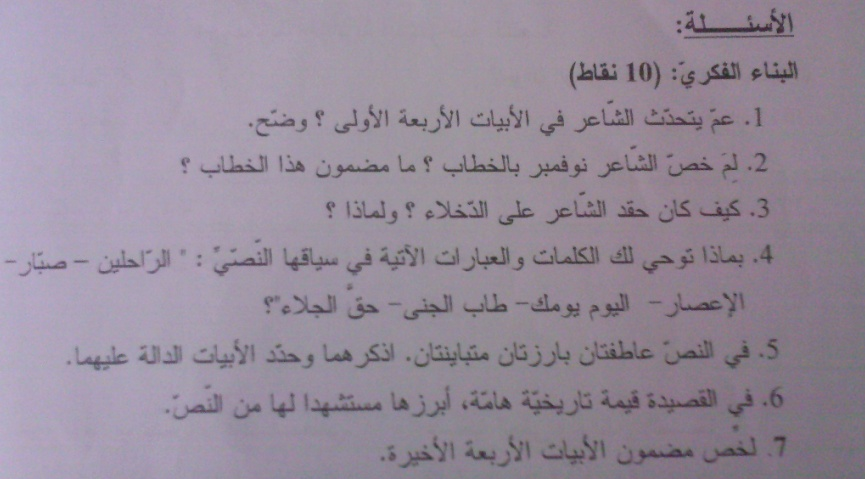 الأسئـــلة:
البناء الفكريّ: (10 نقاط)
1. عمّ يتحدّث الشّاعر في الأبيات الأربعة الأولى ؟ وضّح.
2. لِمَ خصّ الشّاعر نوفمبر بالخطاب ؟ ما مضمون هذا الخطاب ؟
3. كيف كان حقد الشّاعر على الدّخلاء ؟ ولماذا ؟
4. بماذا توحي لك الكلمات والعبارات الآتية في سياقها النّصّيّ : " الرّاحلين – صبّار-
الإعصار- اليوم يومك- طاب الجنى- حقَّ الجلاء"؟
5. في النصّ عاطفتان بارزتان متباينتان. اذكرهما وحدّد الأبيات الدالة عليهما.
6. في القصيدة قيمة تاريخيّة هامّة، أبرزها مستشهدا لها من النّصّ.
7. لخّص مضمون الأبيات الأربعة الأخيرة.